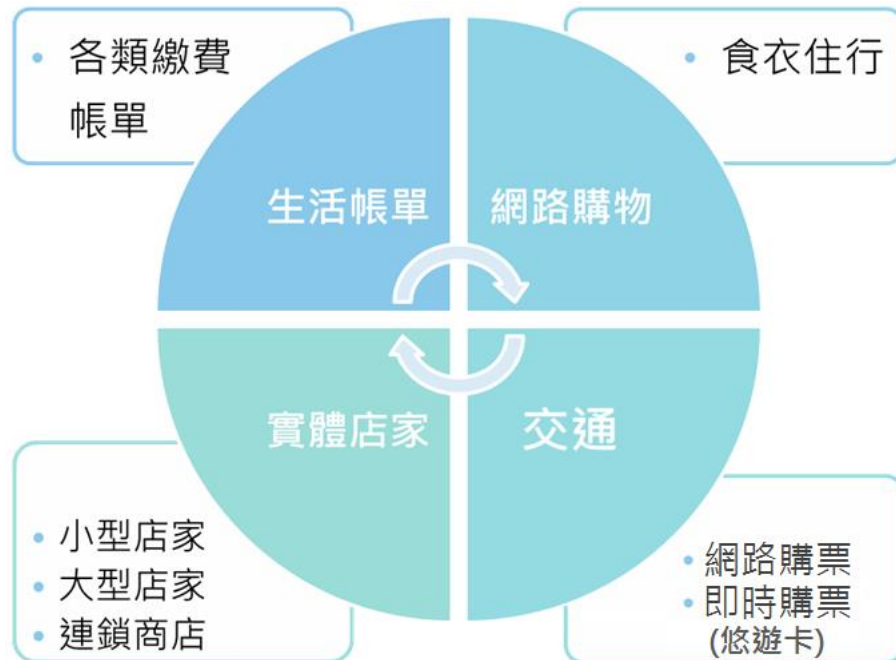 • 各類繳費
帳單
• 食衣住行
生活帳單
網路購物
實體店家
交通
• 小型店家
• 大型店家
• 連鎖商店
• 網路購票
• 即時購票
(悠遊卡)